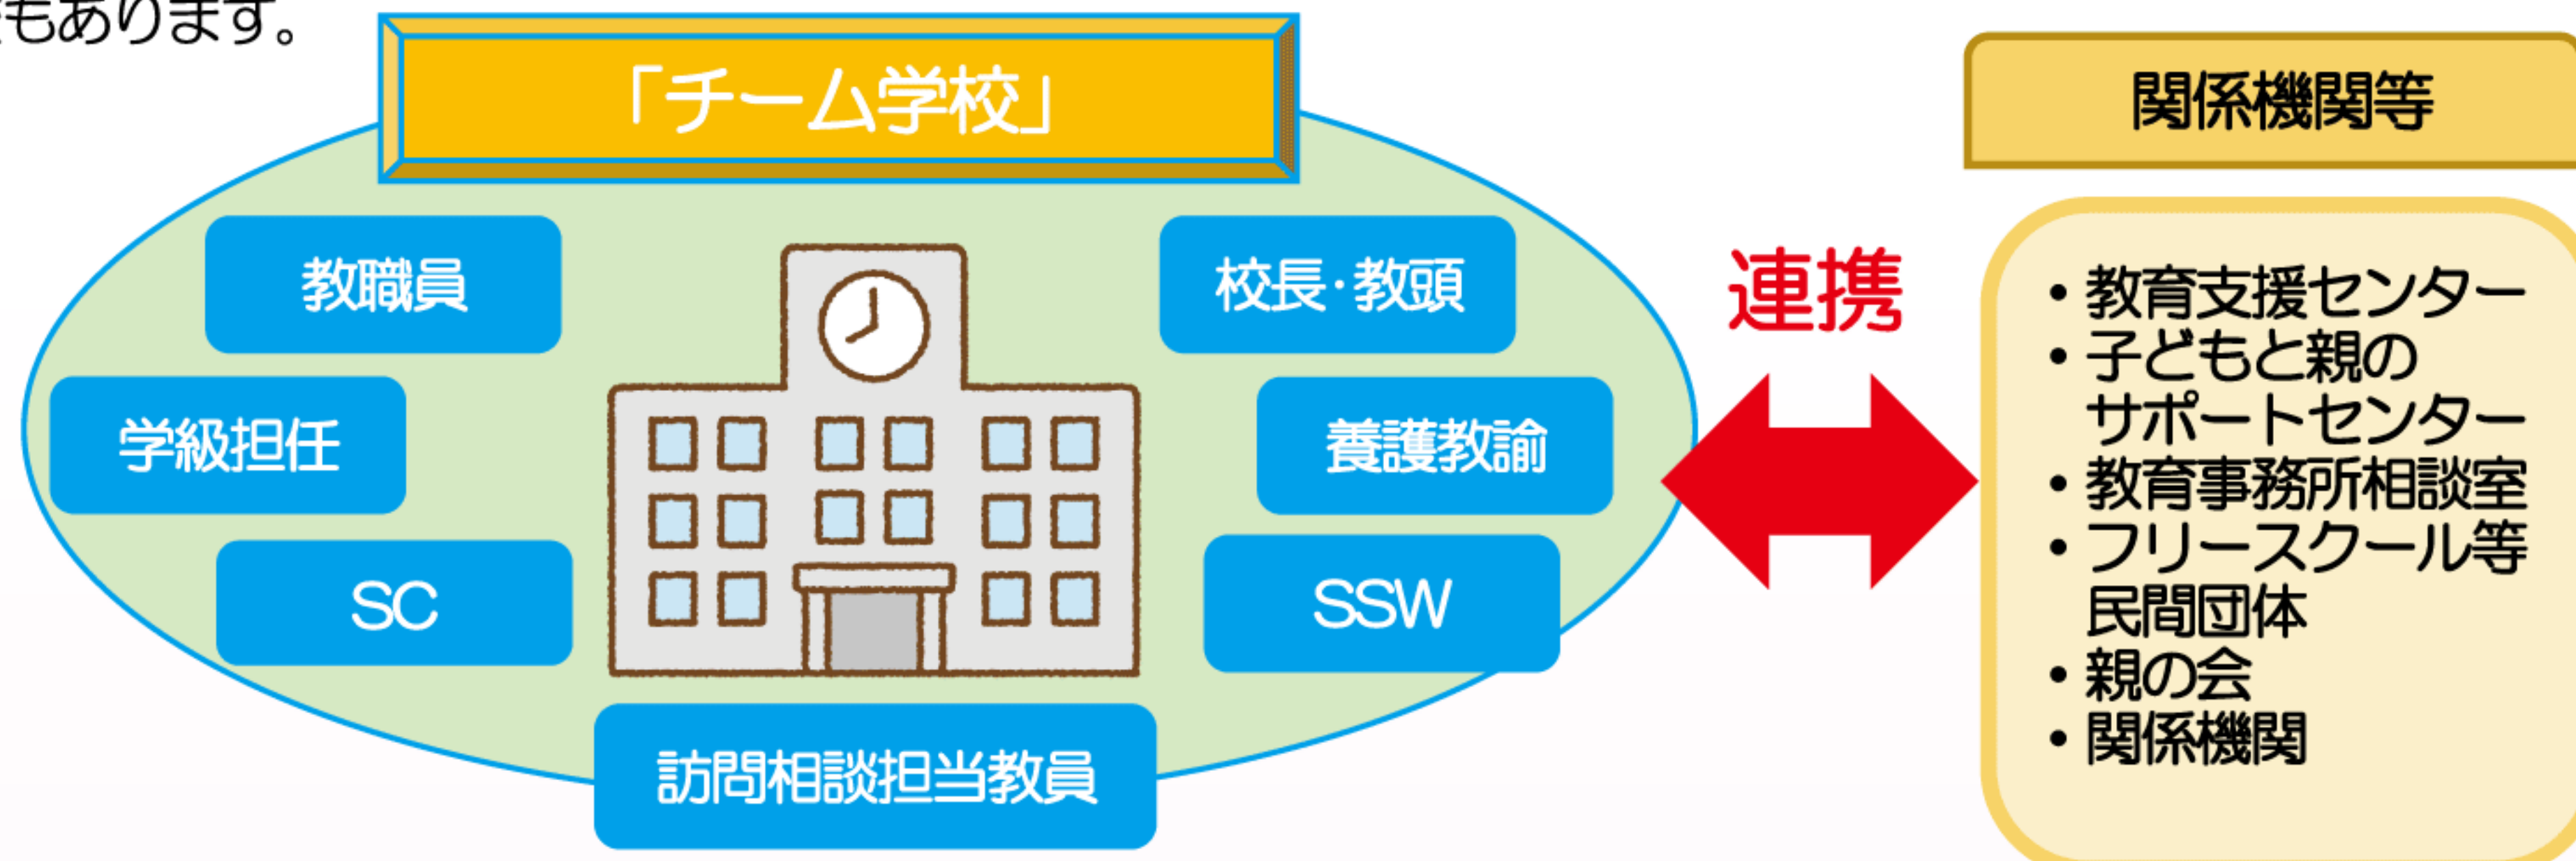 もあります。
「チーム学校」
関係機関等
教職員
校長・教頭
連携
学級担任
養護教諭
SC
SSW
訪問相談担当教員
・教育支援センター
・子どもと親の
サポートセンター
・教育事務所相談室
・フリースクール等
民間団体
・親の会
・関係機関